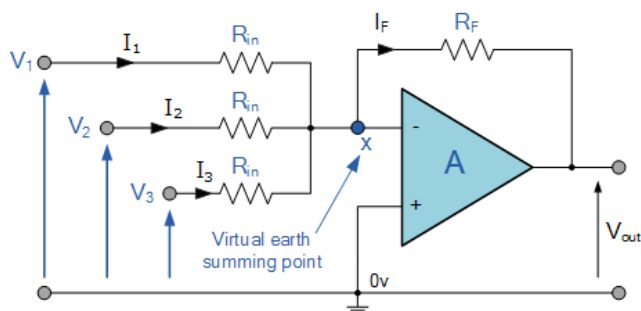 I1
Rin
IF
RF
V1
I2
Rin
V2
x
-
A
I3
Rin
V3
+
Virtual earth
summing point
Vout
0v